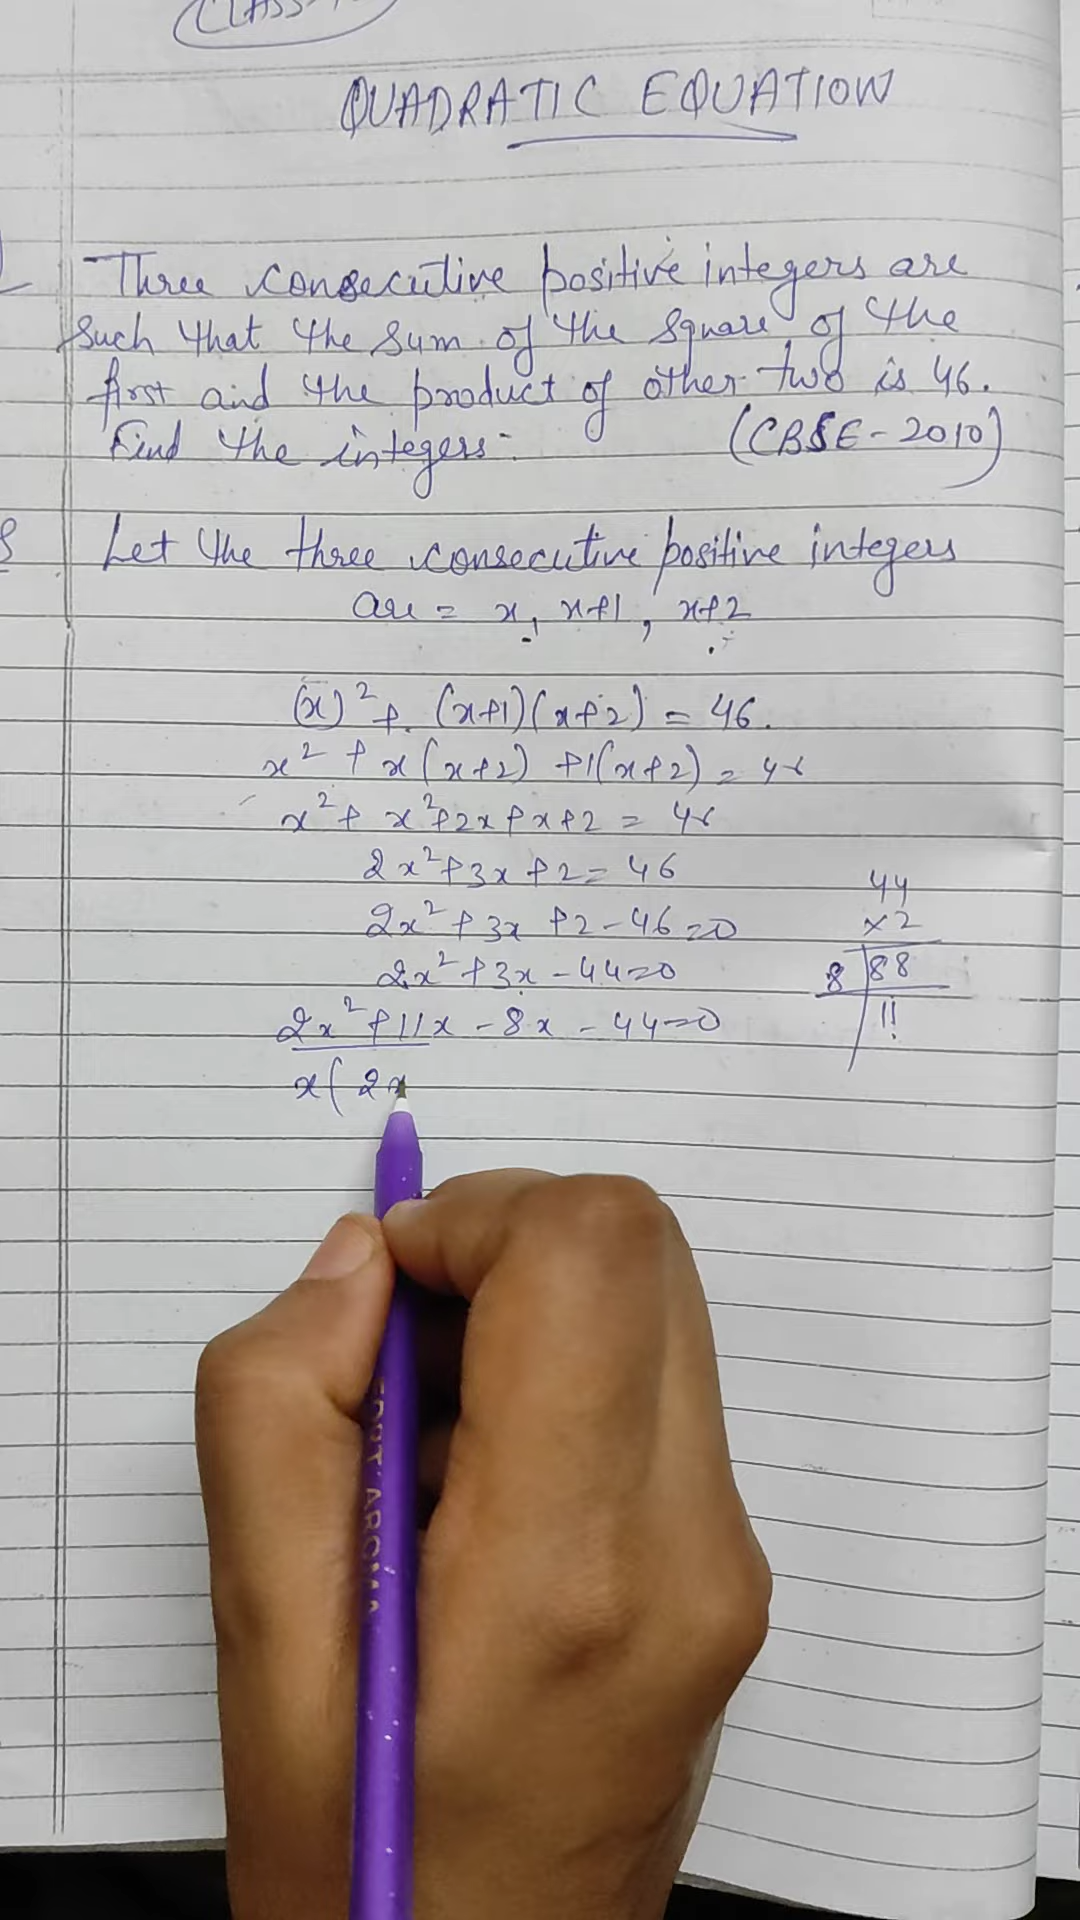 QUADRATIC EQUATION
Three consecutive positive integers are
such that the sum of the square of the
first and the product of other two is 46.
Find the integers:
(CBSE-2010)
Let the three consecutive positive integers
are = x, x+1, x+2
(x)² + (x+1)(x+2) = 46.
x² + x(x+2) +1(x+2) = 46
x² + x²+2x+x+2 = 46
2x²+3x+2=46
2x²+3x+2-46=0
2x²+3x-44=0
2x²+11x-8x-44=0
x(2x
44
×2
8 88
11